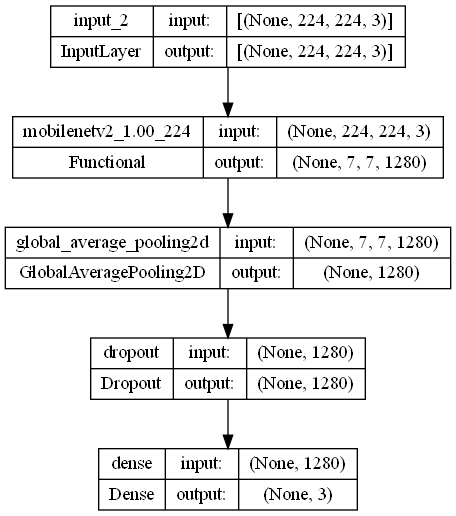 input_2 input: [(None, 224, 224, 3)]
InputLayer output: [(None, 224, 224, 3)]
mobilenetv2_1.00_224 input: (None, 224, 224, 3)
Functional output: (None, 7, 7, 1280)
global_average_pooling2d input: (None, 7, 7, 1280)
GlobalAveragePooling2D output: (None, 1280)
dropout input: (None, 1280)
Dropout output: (None, 1280)
dense input: (None, 1280)
Dense output: (None, 3)